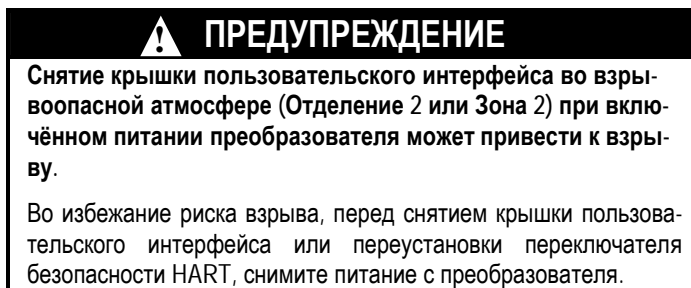 ПРЕДУПРЕЖДЕНИЕ
Снятие крышки пользовательского интерфейса во взры-
воопасной атмосфере (Отделение 2 или Зона 2) при вклю-
чённом питании преобразователя может привести к взры-
ву.
Во избежание риска взрыва, перед снятием крышки пользова-
тельского интерфейса или переустановки переключателя
безопасности HART, снимите питание с преобразователя.